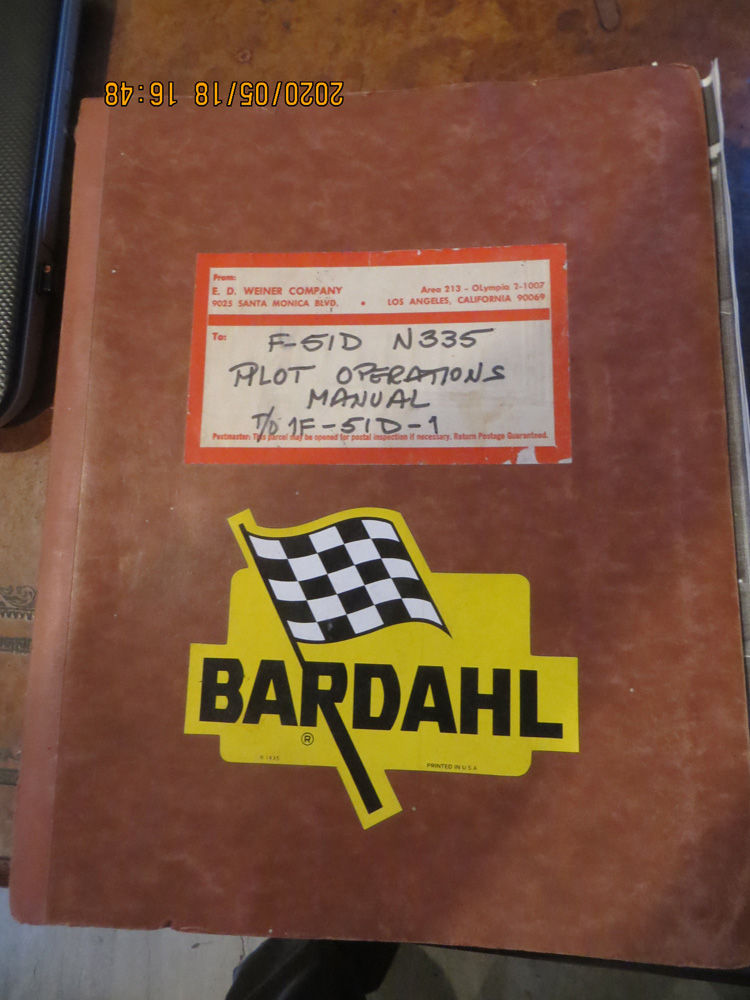 2020/05/18 16:48
From:
E. D. WEINER COMPANY
9025 SANTA MONICA BLVD. •
Area 213 - OLympia 2-1007
LOS ANGELES, CALIFORNIA 90069
To:
F-51D N335
PILOT OPERATIONS
MANUAL
T/O 1F-51D-1
Postmaster: This parcel may be opened for postal inspection if necessary. Return Postage Guaranteed.
BARDAHL
®
PRINTED IN U S A